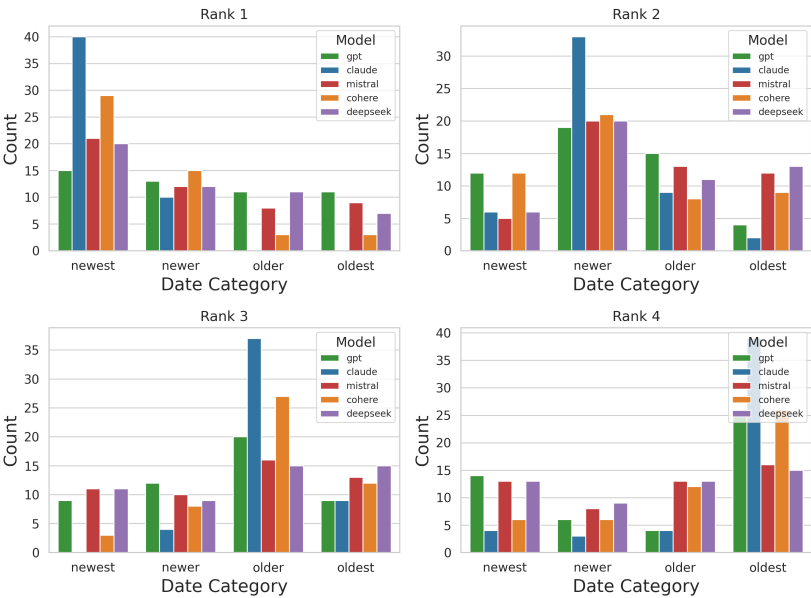 Rank 1
Count
40
35
30
25
20
15
10
5
0
Model
gpt
claude
mistral
cohere
deepseek
newest newer older oldest
Date Category
Rank 2
Count
30
25
20
15
10
5
0
Model
gpt
claude
mistral
cohere
deepseek
newest newer older oldest
Date Category
Rank 3
Count
35
30
25
20
15
10
5
0
Model
gpt
claude
mistral
cohere
deepseek
newest newer older oldest
Date Category
Rank 4
Count
40
35
30
25
20
15
10
5
0
Model
gpt
claude
mistral
cohere
deepseek
newest newer older oldest
Date Category